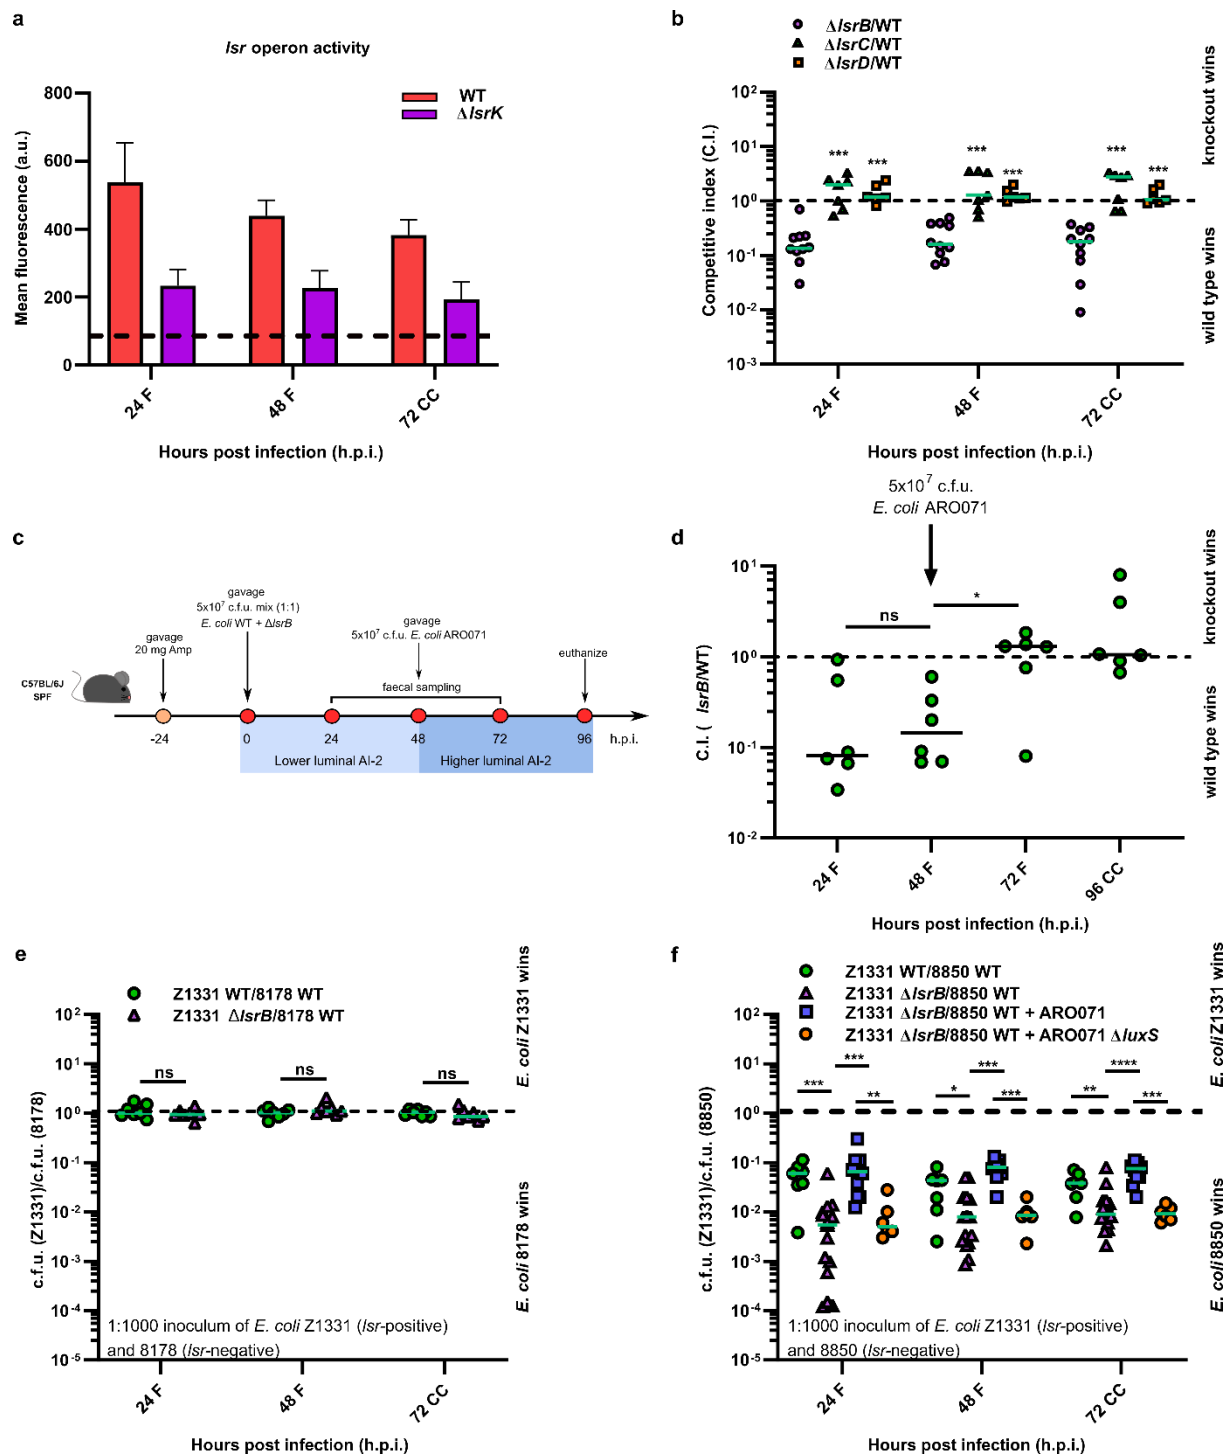 a
lsr operon activity
WT
ΔlsrK
Mean fluorescence (a.u.)
800
600
400
200
0
24 F
48 F
72 CC
Hours post infection (h.p.i.)
b
ΔlsrB/WT
ΔlsrC/WT
ΔlsrD/WT
Competitive index (C.I.)
10²
10¹
10⁰
10⁻¹
10⁻²
10⁻³
***
***
***
***
***
***
knockout wins
wild type wins
24 F
48 F
72 CC
Hours post infection (h.p.i.)
c
C57BL/6J
SPF
gavage
20 mg Amp
gavage
5x10⁷ c.f.u. mix (1:1)
E. coli WT + ΔlsrB
gavage
5x10⁷ c.f.u. E. coli ARO071
faecal sampling
euthanize
-24
0
24
48
72
96
h.p.i.
Lower luminal AI-2
Higher luminal AI-2
d
5x10⁷ c.f.u.
E. coli ARO071
C.I. ( lsrB/WT)
10¹
10⁰
10⁻¹
10⁻²
ns
*
knockout wins
wild type wins
24 F
48 F
72 F
96 CC
Hours post infection (h.p.i.)
e
Z1331 WT/8178 WT
Z1331 ΔlsrB/8178 WT
c.f.u. (Z1331)/c.f.u. (8178)
10²
10¹
10⁰
10⁻¹
10⁻²
10⁻³
10⁻⁴
10⁻⁵
ns
ns
ns
E. coli Z1331 wins
E. coli 8178 wins
1:1000 inoculum of E. coli Z1331 (lsr-positive)
and 8178 (lsr-negative)
24 F
48 F
72 CC
Hours post infection (h.p.i.)
f
Z1331 WT/8850 WT
Z1331 ΔlsrB/8850 WT
Z1331 ΔlsrB/8850 WT + ARO071
Z1331 ΔlsrB/8850 WT + ARO071 ΔluxS
c.f.u. (Z1331)/c.f.u. (8850)
10²
10¹
10⁰
10⁻¹
10⁻²
10⁻³
10⁻⁴
10⁻⁵
***
***
**
*
***
***
**
****
***
E. coli Z1331 wins
E. coli 8850 wins
1:1000 inoculum of E. coli Z1331 (lsr-positive)
and 8850 (lsr-negative)
24 F
48 F
72 CC
Hours post infection (h.p.i.)